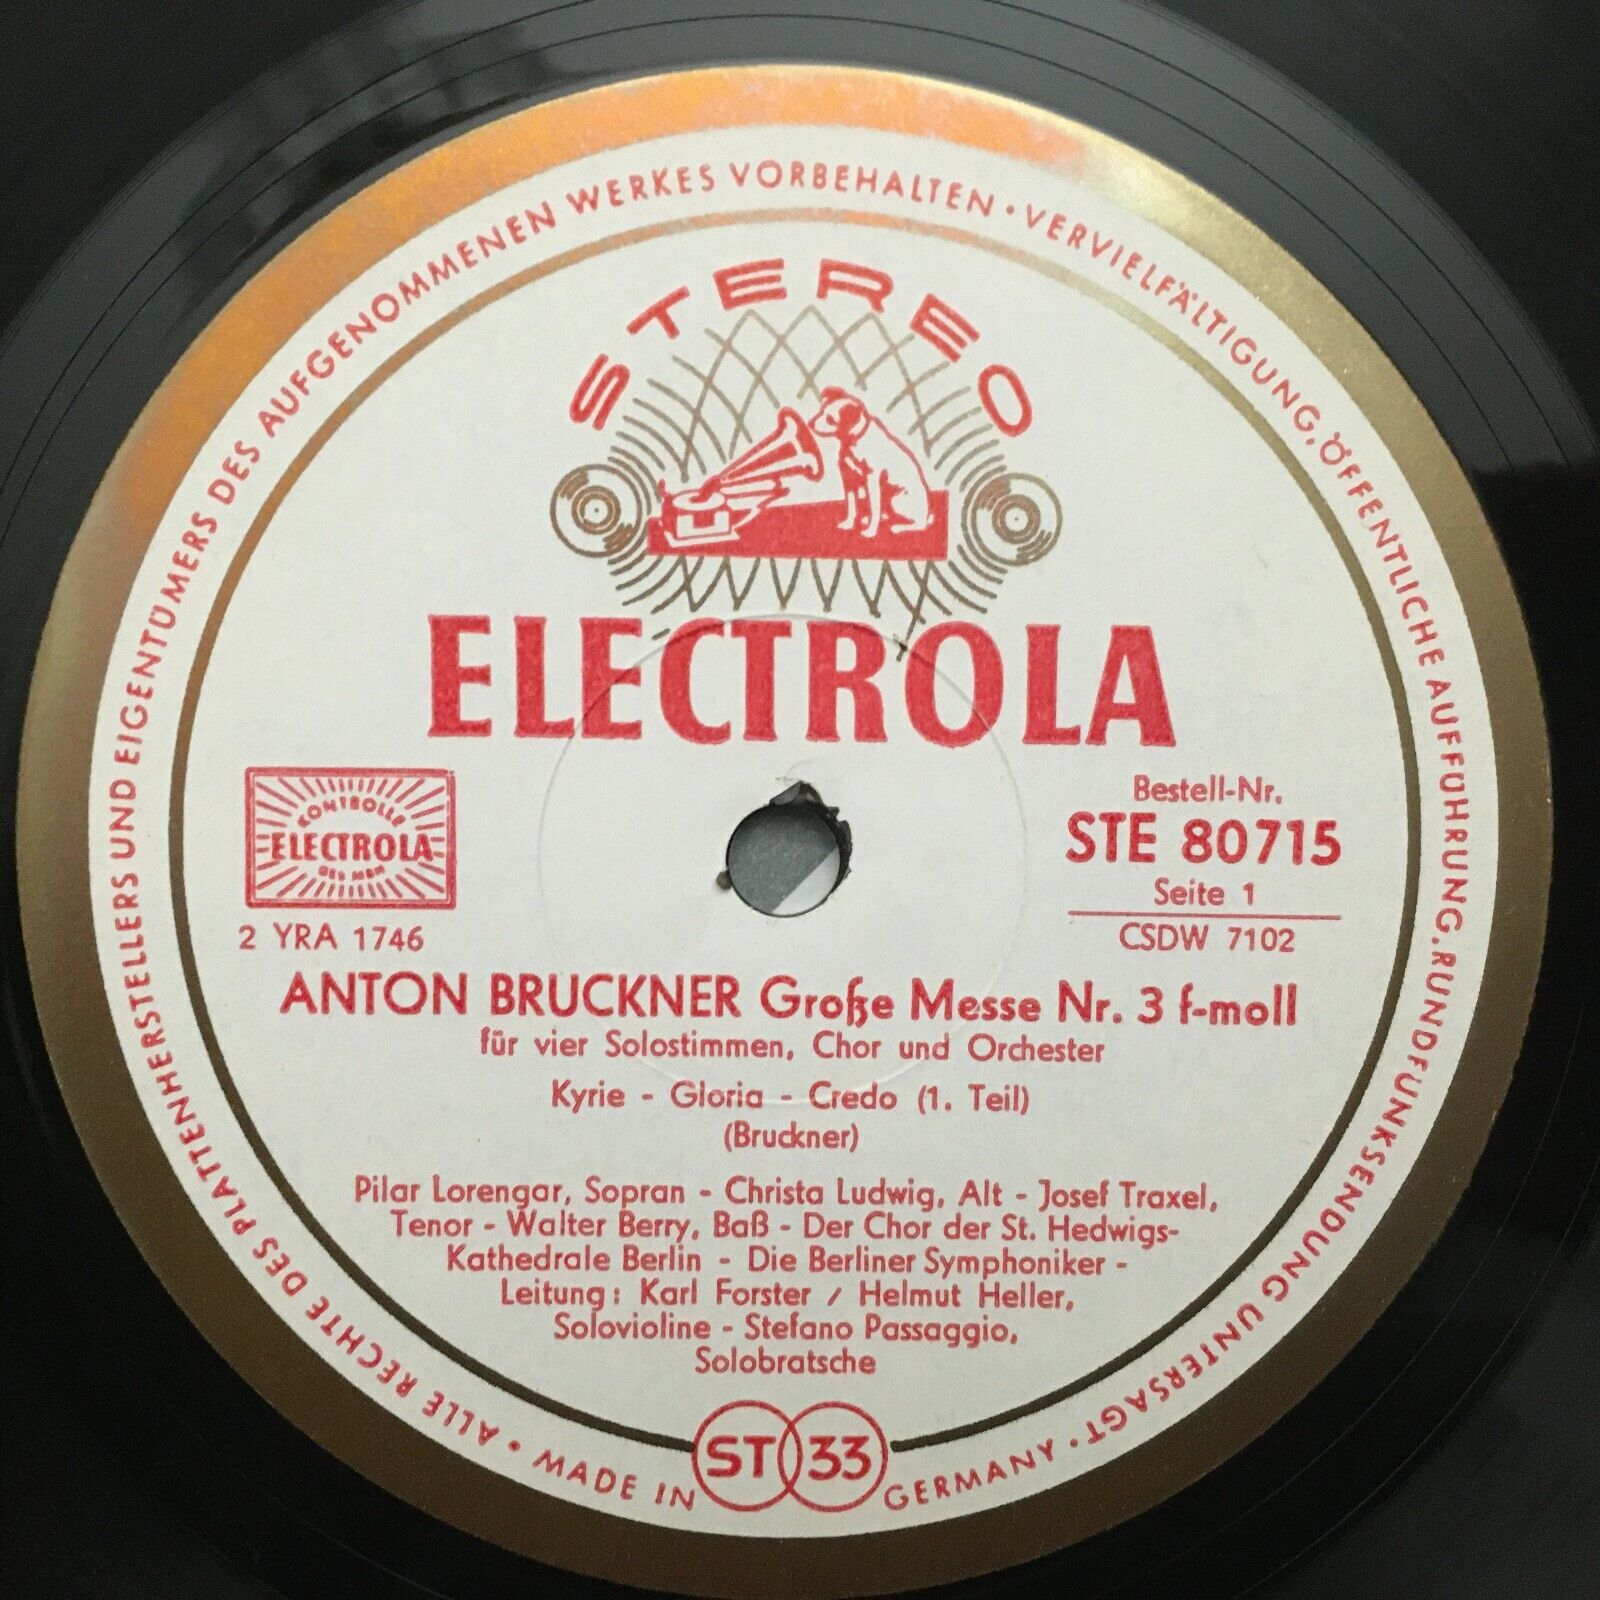 ALLE RECHTE DES PLATTENHERSTELLERS UND EIGENTÜMERS DES AUFGENOMMENEN WERKES VORBEHALTEN · VERVIELFÄLTIGUNG, ÖFFENTLICHE AUFFÜHRUNG, RUNDFUNKSENDUNG UNTERSAGT ·
STEREO
ELECTROLA
KONTROLLE
ELECTROLA
Bestell-Nr.
STE 80715
Seite 1
CSDW 7102
2 YRA 1746
ANTON BRUCKNER Große Messe Nr. 3 f-moll
für vier Solostimmen, Chor und Orchester
Kyrie - Gloria - Credo (1. Teil)
(Bruckner)
Pilar Lorengar, Sopran - Christa Ludwig, Alt - Josef Traxel,
Tenor - Walter Berry, Baß - Der Chor der St. Hedwigs-
Kathedrale Berlin - Die Berliner Symphoniker -
Leitung: Karl Forster / Helmut Heller,
Solovioline - Stefano Passaggio,
Solobratsche
ST 33
MADE IN GERMANY